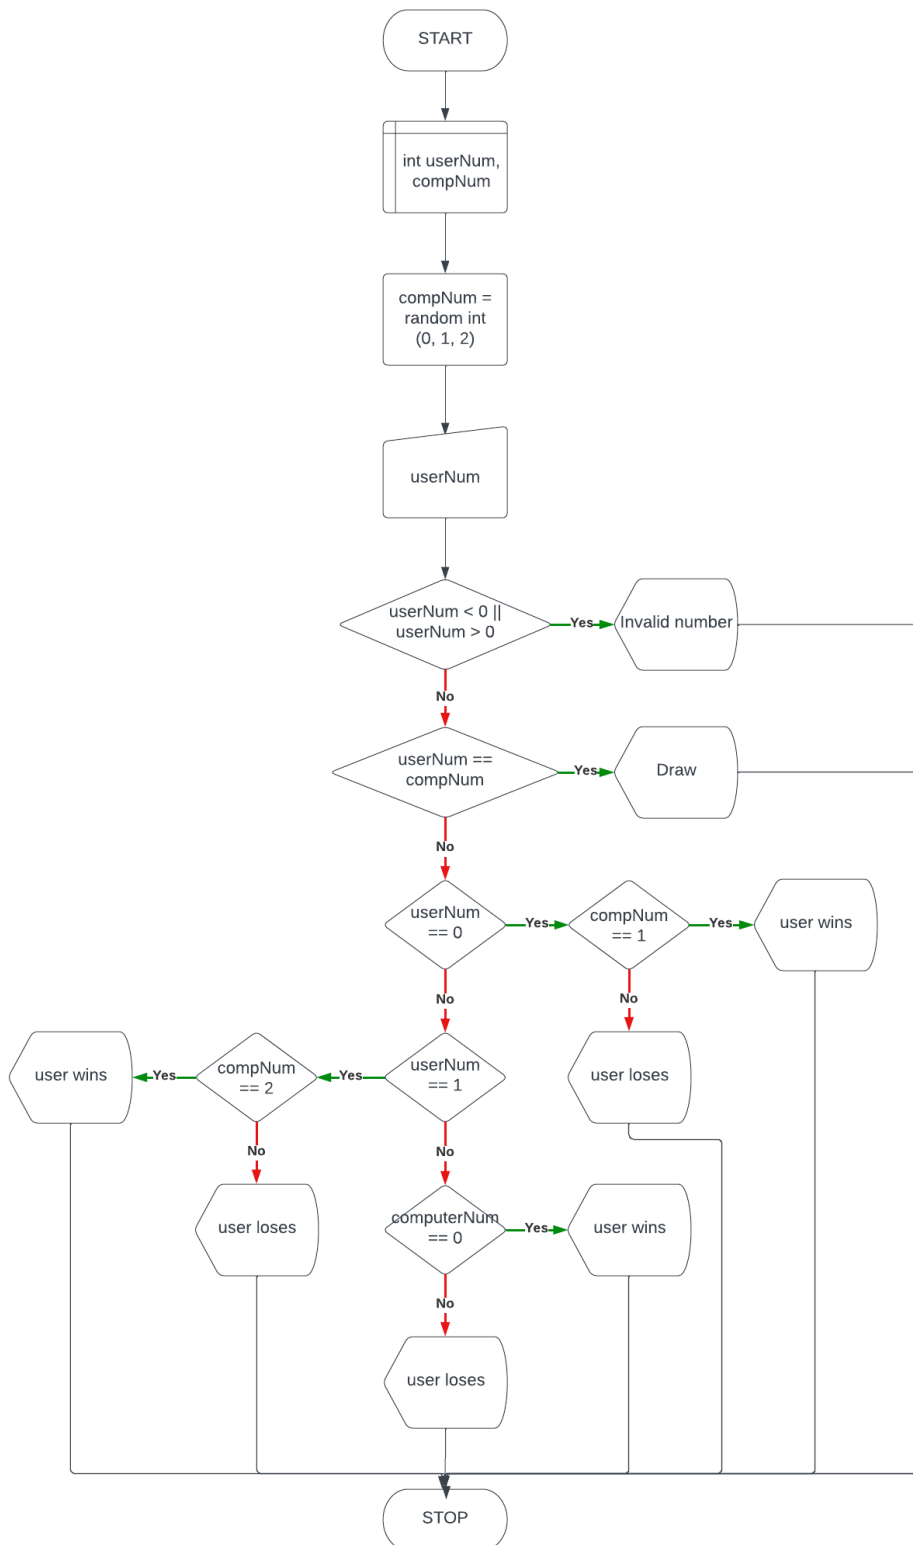 START
int userNum,
compNum
compNum =
random int
(0, 1, 2)
userNum
userNum < 0 ||
userNum > 0
Yes
Invalid number
No
userNum ==
compNum
Yes
Draw
No
userNum
== 0
Yes
compNum
== 1
Yes
user wins
No
No
user wins
Yes
compNum
== 2
Yes
userNum
== 1
user loses
No
No
user loses
computerNum
== 0
Yes
user wins
No
user loses
STOP